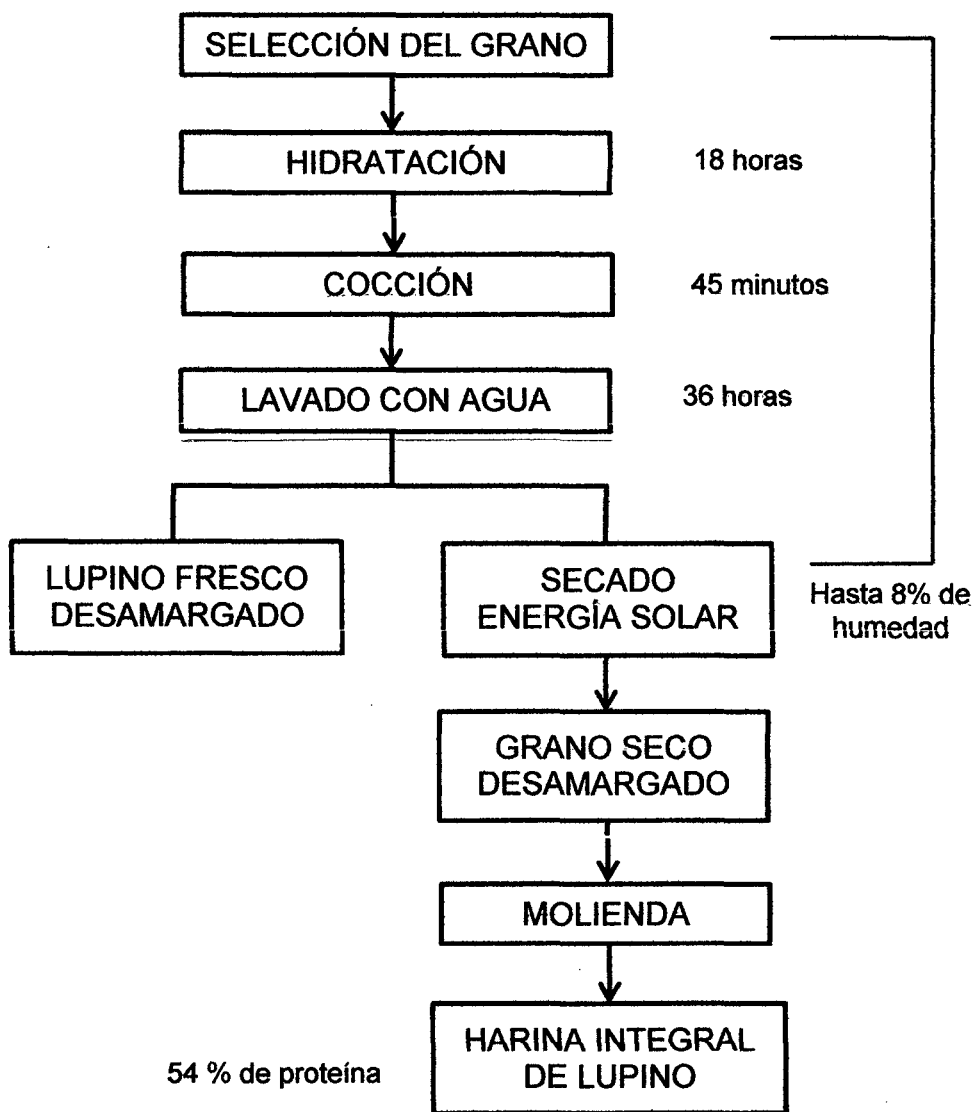 SELECCIÓN DEL GRANO
HIDRATACIÓN
18 horas
COCCIÓN
45 minutos
LAVADO CON AGUA
36 horas
LUPINO FRESCO
DESAMARGADO
SECADO
ENERGÍA SOLAR
Hasta 8% de
humedad
GRANO SECO
DESAMARGADO
MOLIENDA
HARINA INTEGRAL
DE LUPINO
54 % de proteína